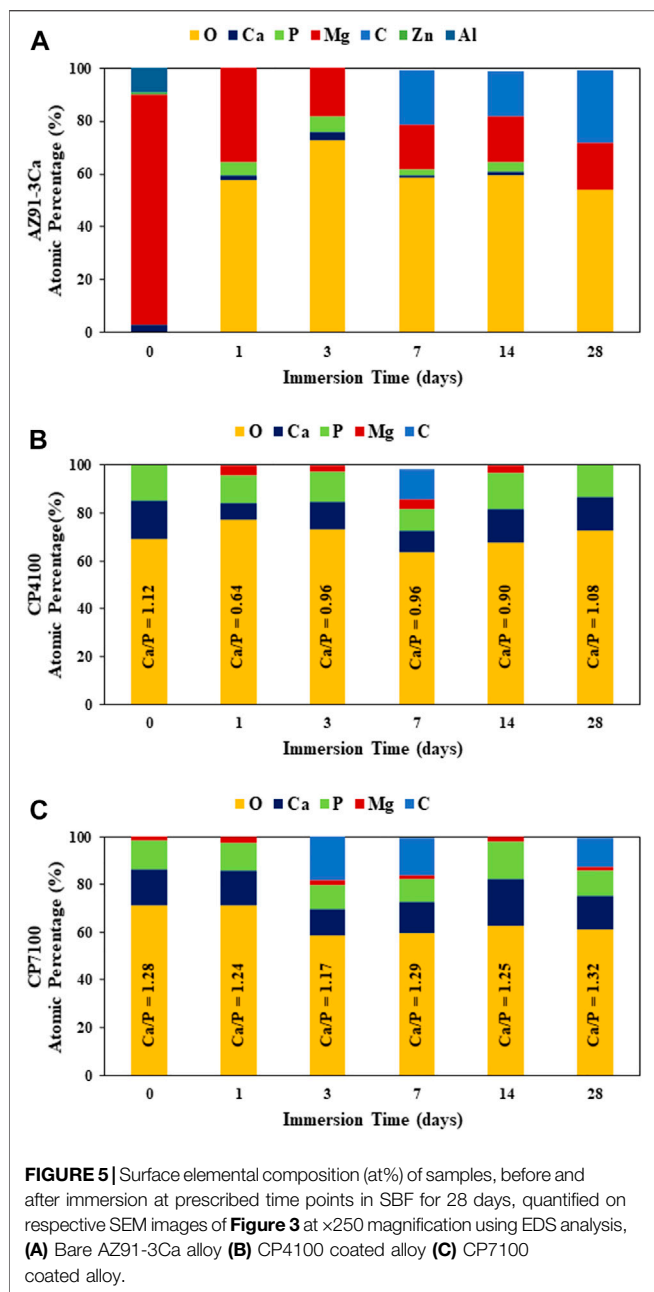 A
O Ca P Mg C Zn Al
AZ91-3Ca
Atomic Percentage (%)
100
80
60
40
20
0
0 1 3 7 14 28
Immersion Time (days)
B
O Ca P Mg C
CP4100
Atomic Percentage(%)
100
80
60
40
20
0
Ca/P = 1.12
Ca/P = 0.64
Ca/P = 0.96
Ca/P = 0.96
Ca/P = 0.90
Ca/P = 1.08
0 1 3 7 14 28
Immersion Time (days)
C
O Ca P Mg C
CP7100
Atomic Percentage (%)
100
80
60
40
20
0
Ca/P = 1.28
Ca/P = 1.24
Ca/P = 1.17
Ca/P = 1.29
Ca/P = 1.25
Ca/P = 1.32
0 1 3 7 14 28
Immersion Time (days)
FIGURE 5 | Surface elemental composition (at%) of samples, before and
after immersion at prescribed time points in SBF for 28 days, quantified on
respective SEM images of Figure 3 at ×250 magnification using EDS analysis,
(A) Bare AZ91-3Ca alloy (B) CP4100 coated alloy (C) CP7100
coated alloy.